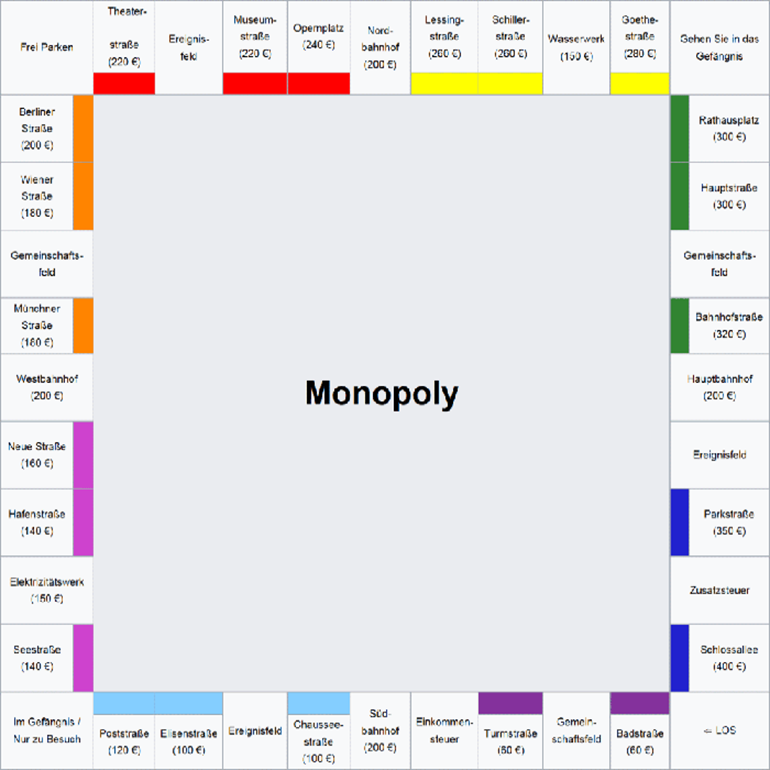 Frei Parken
Theater-
straße
(220 €)
Ereignis-
feld
Museum-
straße
(220 €)
Opernplatz
(240 €)
Nord-
bahnhof
(200 €)
Lessing-
straße
(260 €)
Schiller-
straße
(260 €)
Wasserwerk
(150 €)
Goethe-
straße
(280 €)
Gehen Sie in das
Gefängnis
Berliner
Straße
(200 €)
Rathausplatz
(300 €)
Wiener
Straße
(180 €)
Hauptstraße
(300 €)
Gemeinschafts-
feld
Gemeinschafts-
feld
Münchner
Straße
(180 €)
Bahnhofstraße
(320 €)
Westbahnhof
(200 €)
Monopoly
Hauptbahnhof
(200 €)
Neue Straße
(160 €)
Ereignisfeld
Hafenstraße
(140 €)
Parkstraße
(350 €)
Elektrizitätswerk
(150 €)
Zusatzsteuer
Seestraße
(140 €)
Schlossallee
(400 €)
Im Gefängnis /
Nur zu Besuch
Poststraße
(120 €)
Elisenstraße
(100 €)
Ereignisfeld
Chaussee-
straße
(100 €)
Süd-
bahnhof
(200 €)
Einkommen-
steuer
Turmstraße
(60 €)
Gemein-
schaftsfeld
Badstraße
(60 €)
⇐ LOS